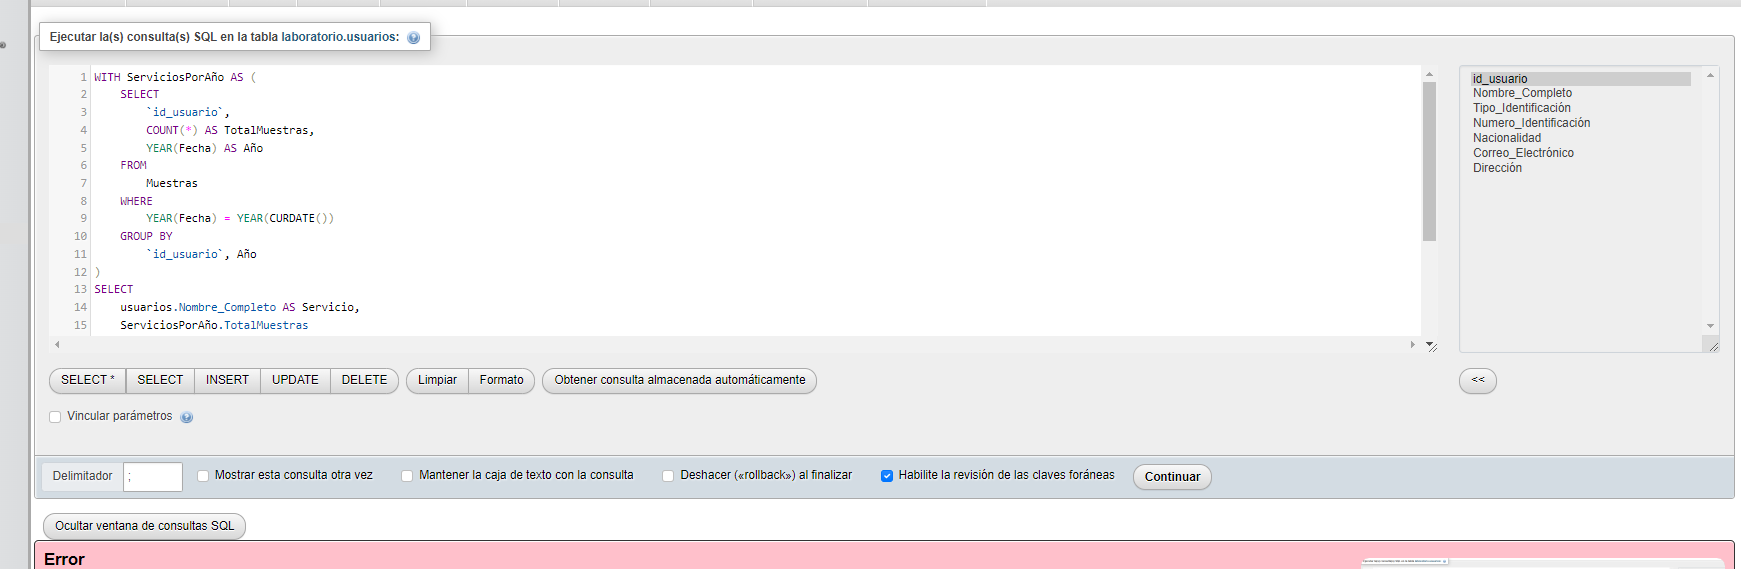 Ejecutar la(s) consulta(s) SQL en la tabla laboratorio.usuarios:
1 WITH ServiciosPorAño AS (
2 SELECT
3 `id_usuario`,
4 COUNT(*) AS TotalMuestras,
5 YEAR(Fecha) AS Año
6 FROM
7 Muestras
8 WHERE
9 YEAR(Fecha) = YEAR(CURDATE())
10 GROUP BY
11 `id_usuario`, Año
12 )
13 SELECT
14 usuarios.Nombre_Completo AS Servicio,
15 ServiciosPorAño.TotalMuestras
id_usuario
Nombre_Completo
Tipo_Identificación
Numero_Identificación
Nacionalidad
Correo_Electrónico
Dirección
SELECT * SELECT INSERT UPDATE DELETE Limpiar Formato Obtener consulta almacenada automáticamente <<
Vincular parámetros
Delimitador ; Mostrar esta consulta otra vez Mantener la caja de texto con la consulta Deshacer («rollback») al finalizar Habilite la revisión de las claves foráneas Continuar
Ocultar ventana de consultas SQL
Error